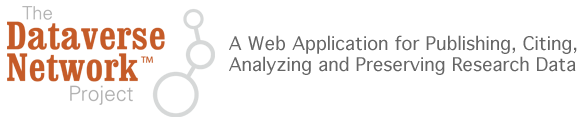 The
Dataverse
Network™
Project
A Web Application for Publishing, Citing,
Analyzing and Preserving Research Data